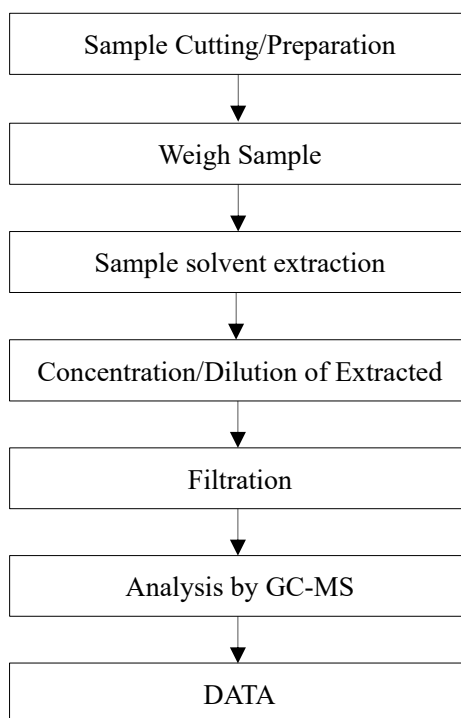 Sample Cutting/Preparation
Weigh Sample
Sample solvent extraction
Concentration/Dilution of Extracted
Filtration
Analysis by GC-MS
DATA